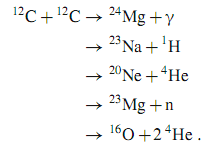 ¹²C + ¹²C → ²⁴Mg + γ
→ ²³Na + ¹H
→ ²⁰Ne + ⁴He
→ ²³Mg + n
→ ¹⁶O + 2 ⁴He .